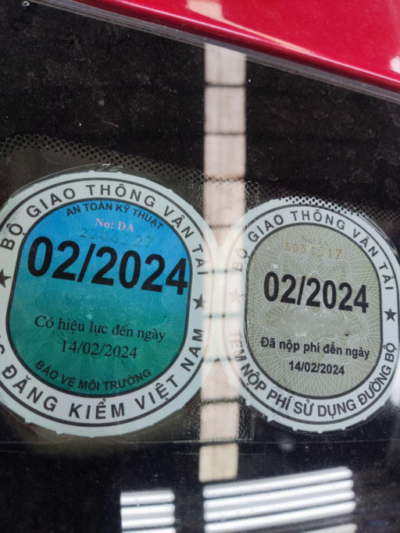 BỘ GIAO THÔNG VẬN TẢI
AN TOÀN KỸ THUẬT
No: DA
02/2024
Có hiệu lực đến ngày
14/02/2024
BẢO VỆ MÔI TRƯỜNG
ĐĂNG KIỂM VIỆT NAM
BỘ GIAO THÔNG VẬN TẢI
02/2024
Đã nộp phí đến ngày
14/02/2024
TEM NỘP PHÍ SỬ DỤNG ĐƯỜNG BỘ